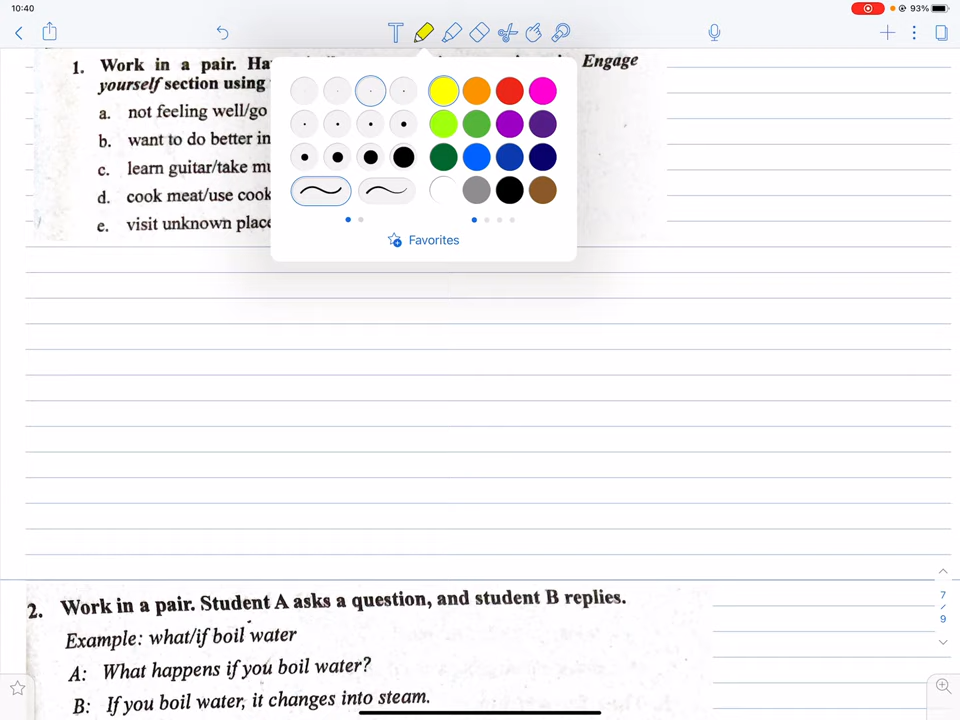 10:40
93%
1. Work in a pair. Engage
yourself section using
a. not feeling well/go
b. want to do better in
c. learn guitar/take
d. cook meat/use cook
e. visit unknown
Favorites
7
/
9
2. Work in a pair. Student A asks a question, and student B replies.
Example: what/if boil water
A: What happens if you boil water?
B: If you boil water, it changes into steam.